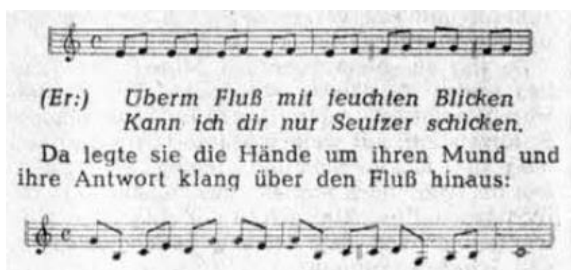 (Er:) Überm Fluß mit feuchten Blicken
Kann ich dir nur Seufzer schicken.
Da legte sie die Hände um ihren Mund und
ihre Antwort klang über den Fluß hinaus: